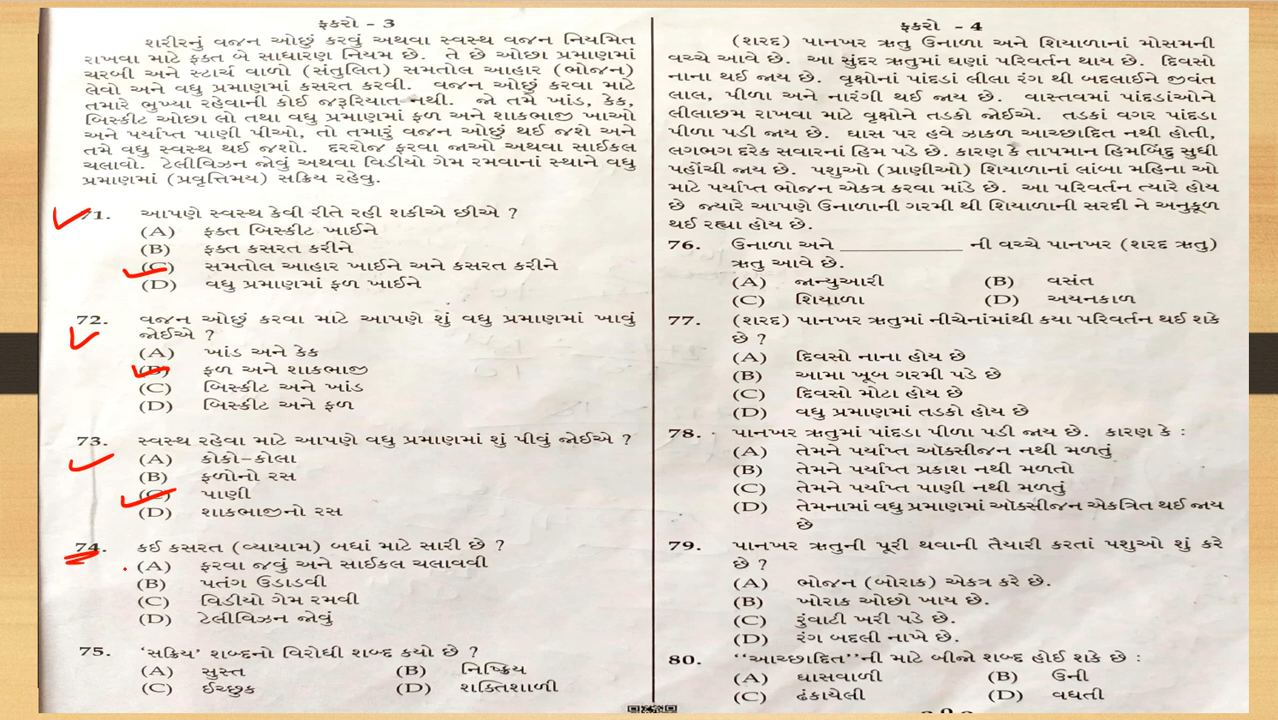 ફકરો - 3
શરીરનું વજન ઓછું કરવું અથવા સ્વસ્થ વજન નિયમિત
રાખવા માટે ફક્ત બે સાધારણ નિયમ છે. તે છે ઓછા પ્રમાણમાં
ચરબી અને સ્ટાર્ચ વાળો (સંતુલિત) સમતોલ આહાર (ભોજન)
લેવો અને વધુ પ્રમાણમાં કસરત કરવી. વજન ઓછું કરવા માટે
તમારે ભુખ્યા રહેવાની કોઈ જરૂરિયાત નથી. જો તમે ખાંડ, કેક,
બિસ્કીટ ઓછા લો તથા વધુ પ્રમાણમાં ફળ અને શાકભાજી ખાઓ
અને પર્યાપ્ત પાણી પીઓ, તો તમારું વજન ઓછું થઈ જશે અને
તમે વધુ સ્વસ્થ થઈ જશો. દરરોજ ફરવા જાઓ અથવા સાઈકલ
ચલાવો. ટેલીવિઝન જોવું અથવા વિડીયો ગેમ રમવાનાં સ્થાને વધુ
પ્રમાણમાં (પ્રવૃત્તિમય) સક્રિય રહેવુ.
71. આપણે સ્વસ્થ કેવી રીતે રહી શકીએ છીએ ?
(A) ફક્ત બિસ્કીટ ખાઈને
(B) ફક્ત કસરત કરીને
(C) સમતોલ આહાર ખાઈને અને કસરત કરીને
(D) વધુ પ્રમાણમાં ફળ ખાઈને
72. વજન ઓછું કરવા માટે આપણે શું વધુ પ્રમાણમાં ખાવું
જોઈએ ?
(A) ખાંડ અને કેક
(B) ફળ અને શાકભાજી
(C) બિસ્કીટ અને ખાંડ
(D) બિસ્કીટ અને ફળ
73. સ્વસ્થ રહેવા માટે આપણે વધુ પ્રમાણમાં શું પીવું જોઈએ ?
(A) કોકો-કોલા
(B) ફળોનો રસ
(C) પાણી
(D) શાકભાજીનો રસ
74. કઈ કસરત (વ્યાયામ) બધાં માટે સારી છે ?
(A) ફરવા જવું અને સાઈકલ ચલાવવી
(B) પતંગ ઉડાડવી
(C) વિડીયો ગેમ રમવી
(D) ટેલીવિઝન જોવું
75. ‘સક્રિય’ શબ્દનો વિરોધી શબ્દ કયો છે ?
(A) સુસ્ત (B) નિષ્ક્રિય
(C) ઈચ્છુક (D) શક્તિશાળી
ફકરો - 4
(શરદ) પાનખર ઋતુ ઉનાળા અને શિયાળાનાં મોસમની
વચ્ચે આવે છે. આ સુંદર ઋતુમાં ઘણાં પરિવર્તન થાય છે. દિવસો
નાના થઈ જાય છે. વૃક્ષોનાં પાંદડાં લીલા રંગ થી બદલાઈને જીવંત
લાલ, પીળા અને નારંગી થઈ જાય છે. વાસ્તવમાં પાંદડાંઓને
લીલાછમ રાખવા માટે વૃક્ષોને તડકો જોઈએ. તડકાં વગર પાંદડા
પીળા પડી જાય છે. ઘાસ પર હવે ઝાકળ આચ્છાદિત નથી હોતી,
લગભગ દરેક સવારનાં હિમ પડે છે. કારણ કે તાપમાન હિમબિંદુ સુધી
પહોંચી જાય છે. પશુઓ (પ્રાણીઓ) શિયાળાનાં લાંબા મહિના ઓ
માટે પર્યાપ્ત ભોજન એકત્ર કરવા માંડે છે. આ પરિવર્તન ત્યારે હોય
છે જ્યારે આપણે ઉનાળાની ગરમી થી શિયાળાની સરદી ને અનુકૂળ
થઈ રહ્યા હોય છે.
76. ઉનાળા અને ____________ ની વચ્ચે પાનખર (શરદ ઋતુ)
ઋતુ આવે છે.
(A) જાન્યુઆરી (B) વસંત
(C) શિયાળા (D) અયનકાળ
77. (શરદ) પાનખર ઋતુમાં નીચેનાંમાંથી કયા પરિવર્તન થઈ શકે
છે ?
(A) દિવસો નાના હોય છે
(B) આમા ખૂબ ગરમી પડે છે
(C) દિવસો મોટા હોય છે
(D) વધુ પ્રમાણમાં તડકો હોય છે
78. પાનખર ઋતુમાં પાંદડા પીળા પડી જાય છે. કારણ કે :
(A) તેમને પર્યાપ્ત ઑક્સીજન નથી મળતું
(B) તેમને પર્યાપ્ત પ્રકાશ નથી મળતો
(C) તેમને પર્યાપ્ત પાણી નથી મળતું
(D) તેમનામાં વધુ પ્રમાણમાં ઑક્સીજન એકત્રિત થઈ જાય
છે
79. પાનખર ઋતુની પૂરી થવાની તૈયારી કરતાં પશુઓ શું કરે
છે ?
(A) ભોજન (બોરાક) એકત્ર કરે છે.
(B) ખોરાક ઓછો ખાય છે.
(C) રુંવાટી ખરી પડે છે.
(D) રંગ બદલી નાખે છે.
80. “આચ્છાદિત”ની માટે બીજો શબ્દ હોઈ શકે છે :
(A) ઘાસવાળી (B) ઉની
(C) ઢંકાયેલી (D) વધતી